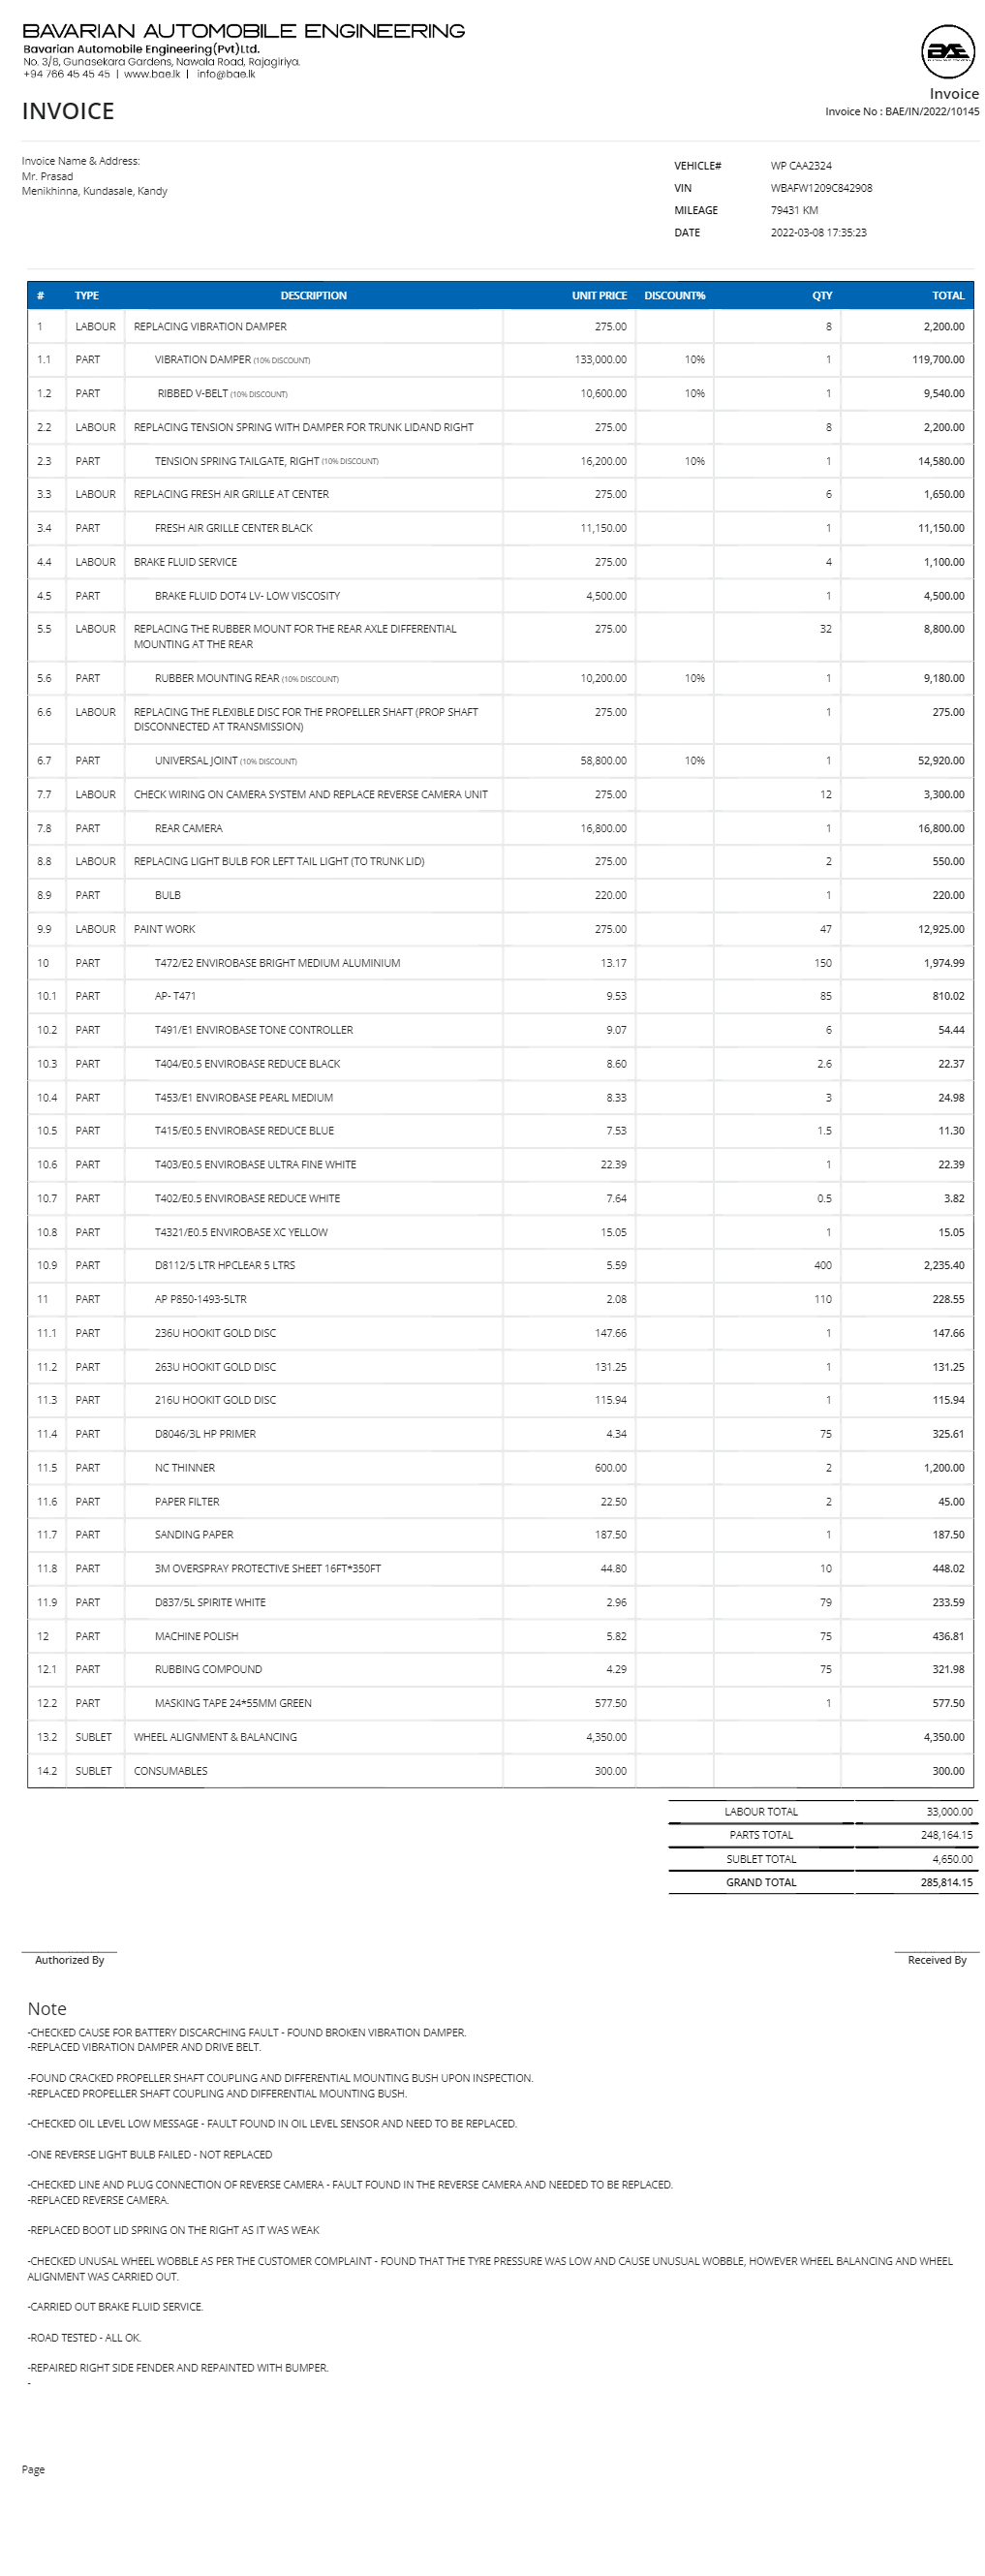 BAVARIAN AUTOMOBILE ENGINEERING
Bavarian Automobile Engineering(Pvt)Ltd.
No. 3/8, Gunasekara Gardens, Nawala Road, Rajagiriya.
+94 766 45 45 45 | www.bae.lk | info@bae.lk
BAE
Invoice
INVOICE
Invoice No : BAE/IN/2022/10145
Invoice Name & Address:
Mr. Prasad
Menikhinna, Kundasale, Kandy
VEHICLE# WP CAA2324
VIN WBAFW1209C842908
MILEAGE 79431 KM
DATE 2022-03-08 17:35:23
# TYPE DESCRIPTION UNIT PRICE DISCOUNT% QTY TOTAL
1 LABOUR REPLACING VIBRATION DAMPER 275.00 8 2,200.00
1.1 PART VIBRATION DAMPER (10% DISCOUNT) 133,000.00 10% 1 119,700.00
1.2 PART RIBBED V-BELT (10% DISCOUNT) 10,600.00 10% 1 9,540.00
2.2 LABOUR REPLACING TENSION SPRING WITH DAMPER FOR TRUNK LIDAND RIGHT 275.00 8 2,200.00
2.3 PART TENSION SPRING TAILGATE, RIGHT (10% DISCOUNT) 16,200.00 10% 1 14,580.00
3.3 LABOUR REPLACING FRESH AIR GRILLE AT CENTER 275.00 6 1,650.00
3.4 PART FRESH AIR GRILLE CENTER BLACK 11,150.00 1 11,150.00
4.4 LABOUR BRAKE FLUID SERVICE 275.00 4 1,100.00
4.5 PART BRAKE FLUID DOT4 LV- LOW VISCOSITY 4,500.00 1 4,500.00
5.5 LABOUR REPLACING THE RUBBER MOUNT FOR THE REAR AXLE DIFFERENTIAL 275.00 32 8,800.00
MOUNTING AT THE REAR
5.6 PART RUBBER MOUNTING REAR (10% DISCOUNT) 10,200.00 10% 1 9,180.00
6.6 LABOUR REPLACING THE FLEXIBLE DISC FOR THE PROPELLER SHAFT (PROP SHAFT 275.00 1 275.00
DISCONNECTED AT TRANSMISSION)
6.7 PART UNIVERSAL JOINT (10% DISCOUNT) 58,800.00 10% 1 52,920.00
7.7 LABOUR CHECK WIRING ON CAMERA SYSTEM AND REPLACE REVERSE CAMERA UNIT 275.00 12 3,300.00
7.8 PART REAR CAMERA 16,800.00 1 16,800.00
8.8 LABOUR REPLACING LIGHT BULB FOR LEFT TAIL LIGHT (TO TRUNK LID) 275.00 2 550.00
8.9 PART BULB 220.00 1 220.00
9.9 LABOUR PAINT WORK 275.00 47 12,925.00
10 PART T472/E2 ENVIROBASE BRIGHT MEDIUM ALUMINIUM 13.17 150 1,974.99
10.1 PART AP- T471 9.53 85 810.02
10.2 PART T491/E1 ENVIROBASE TONE CONTROLLER 9.07 6 54.44
10.3 PART T404/E0.5 ENVIROBASE REDUCE BLACK 8.60 2.6 22.37
10.4 PART T453/E1 ENVIROBASE PEARL MEDIUM 8.33 3 24.98
10.5 PART T415/E0.5 ENVIROBASE REDUCE BLUE 7.53 1.5 11.30
10.6 PART T403/E0.5 ENVIROBASE ULTRA FINE WHITE 22.39 1 22.39
10.7 PART T402/E0.5 ENVIROBASE REDUCE WHITE 7.64 0.5 3.82
10.8 PART T4321/E0.5 ENVIROBASE XC YELLOW 15.05 1 15.05
10.9 PART D8112/5 LTR HPCLEAR 5 LTRS 5.59 400 2,235.40
11 PART AP P850-1493-5LTR 2.08 110 228.55
11.1 PART 236U HOOKIT GOLD DISC 147.66 1 147.66
11.2 PART 263U HOOKIT GOLD DISC 131.25 1 131.25
11.3 PART 216U HOOKIT GOLD DISC 115.94 1 115.94
11.4 PART D8046/3L HP PRIMER 4.34 75 325.61
11.5 PART NC THINNER 600.00 2 1,200.00
11.6 PART PAPER FILTER 22.50 2 45.00
11.7 PART SANDING PAPER 187.50 1 187.50
11.8 PART 3M OVERSPRAY PROTECTIVE SHEET 16FT*350FT 44.80 10 448.02
11.9 PART D837/5L SPIRITE WHITE 2.96 79 233.59
12 PART MACHINE POLISH 5.82 75 436.81
12.1 PART RUBBING COMPOUND 4.29 75 321.98
12.2 PART MASKING TAPE 24*55MM GREEN 577.50 1 577.50
13.2 SUBLET WHEEL ALIGNMENT & BALANCING 4,350.00 4,350.00
14.2 SUBLET CONSUMABLES 300.00 300.00
LABOUR TOTAL 33,000.00
PARTS TOTAL 248,164.15
SUBLET TOTAL 4,650.00
GRAND TOTAL 285,814.15
Authorized By Received By
Note
-CHECKED CAUSE FOR BATTERY DISCARCHING FAULT - FOUND BROKEN VIBRATION DAMPER.
-REPLACED VIBRATION DAMPER AND DRIVE BELT.
-FOUND CRACKED PROPELLER SHAFT COUPLING AND DIFFERENTIAL MOUNTING BUSH UPON INSPECTION.
-REPLACED PROPELLER SHAFT COUPLING AND DIFFERENTIAL MOUNTING BUSH.
-CHECKED OIL LEVEL LOW MESSAGE - FAULT FOUND IN OIL LEVEL SENSOR AND NEED TO BE REPLACED.
-ONE REVERSE LIGHT BULB FAILED - NOT REPLACED
-CHECKED LINE AND PLUG CONNECTION OF REVERSE CAMERA - FAULT FOUND IN THE REVERSE CAMERA AND NEEDED TO BE REPLACED.
-REPLACED REVERSE CAMERA.
-REPLACED BOOT LID SPRING ON THE RIGHT AS IT WAS WEAK
-CHECKED UNUSAL WHEEL WOBBLE AS PER THE CUSTOMER COMPLAINT - FOUND THAT THE TYRE PRESSURE WAS LOW AND CAUSE UNUSUAL WOBBLE, HOWEVER WHEEL BALANCING AND WHEEL
ALIGNMENT WAS CARRIED OUT.
-CARRIED OUT BRAKE FLUID SERVICE.
-ROAD TESTED - ALL OK.
-REPAIRED RIGHT SIDE FENDER AND REPAINTED WITH BUMPER.
-
Page